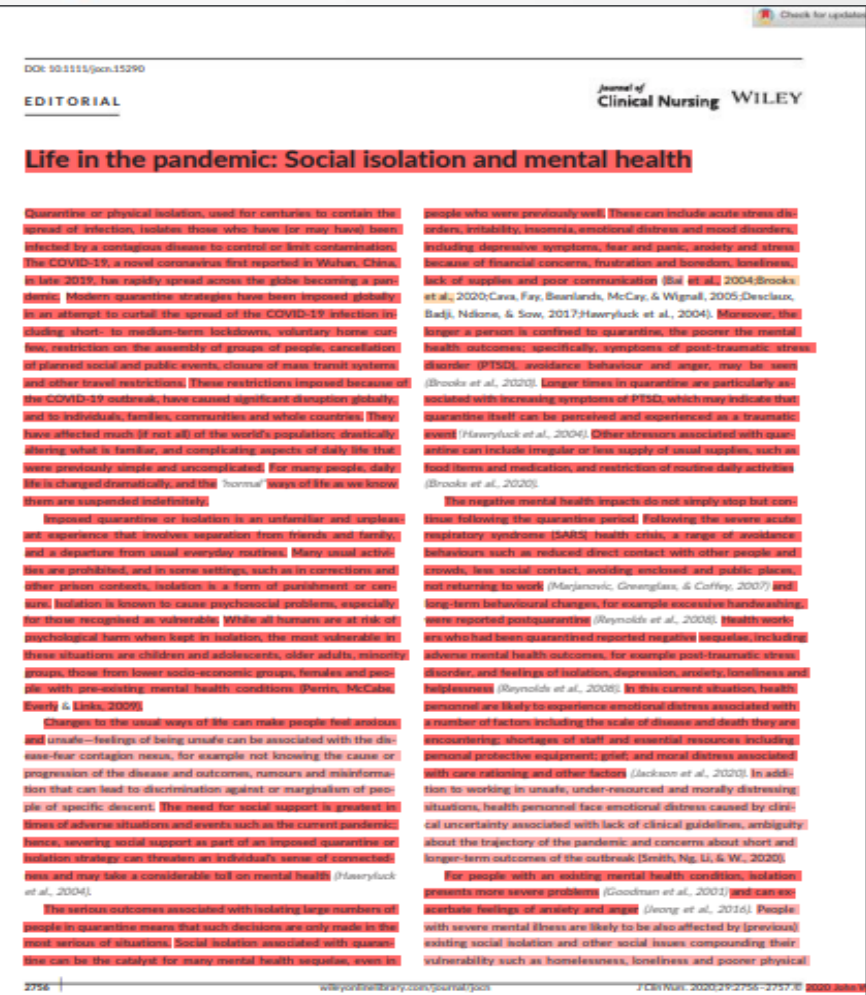 Check for updates
DOI: 10.1111/jocn.15290
EDITORIAL
Journal of
Clinical Nursing WILEY
Life in the pandemic: Social isolation and mental health
Quarantine or physical isolation, used for centuries to contain the
spread of infection, isolates those who have (or may have) been
infected by a contagious disease to control or limit contamination.
The COVID-19, a novel coronavirus first reported in Wuhan, China,
in late 2019, has rapidly spread across the globe becoming a pan-
demic. Modern quarantine strategies have been imposed globally
in an attempt to curtail the spread of the COVID-19 infection in-
cluding short- to medium-term lockdowns, voluntary home cur-
few, restriction on the assembly of groups of people, cancellation
of planned social and public events, closure of mass transit systems
and other travel restrictions. These restrictions imposed because of
the COVID-19 outbreak, have caused significant disruption globally,
and to individuals, families, communities and whole countries. They
have affected much (if not all) of the world's population; drastically
altering what is familiar, and complicating aspects of daily life that
were previously simple and uncomplicated. For many people, daily
life is changed dramatically, and the "normal" ways of life as we know
them are suspended indefinitely.
Imposed quarantine or isolation is an unfamiliar and unpleas-
ant experience that involves separation from friends and family,
and a departure from usual everyday routines. Many usual activi-
ties are prohibited, and in some settings, such as in corrections and
other prison contexts, isolation is a form of punishment or cen-
sure. Isolation is known to cause psychosocial problems, especially
for those recognised as vulnerable. While all humans are at risk of
psychological harm when kept in isolation, the most vulnerable in
these situations are children and adolescents, older adults, minority
groups, those from lower socio-economic groups, females and peo-
ple with pre-existing mental health conditions (Perrin, McCabe,
Everly & Links, 2009).
Changes to the usual ways of life can make people feel anxious
and unsafe—feelings of being unsafe can be associated with the dis-
ease-fear contagion nexus, for example not knowing the cause or
progression of the disease and outcomes, rumours and misinforma-
tion that can lead to discrimination against or marginalism of peo-
ple of specific descent. The need for social support is greatest in
times of adverse situations and events such as the current pandemic;
hence, severing social support as part of an imposed quarantine or
isolation strategy can threaten an individual's sense of connected-
ness and may take a considerable toll on mental health (Hawryluck
et al., 2004).
The serious outcomes associated with isolating large numbers of
people in quarantine means that such decisions are only made in the
most serious of situations. Social isolation associated with quaran-
tine can be the catalyst for many mental health sequelae, even in
people who were previously well. These can include acute stress dis-
orders, irritability, insomnia, emotional distress and mood disorders,
including depressive symptoms, fear and panic, anxiety and stress
because of financial concerns, frustration and boredom, loneliness,
lack of supplies and poor communication (Bai et al., 2004;Brooks
et al., 2020;Cava, Fay, Beanlands, McCay, & Wignall, 2005;Desclaux,
Badji, Ndione, & Sow, 2017;Hawryluck et al., 2004). Moreover, the
longer a person is confined to quarantine, the poorer the mental
health outcomes; specifically, symptoms of post-traumatic stress
disorder (PTSD), avoidance behaviour and anger, may be seen
(Brooks et al., 2020). Longer times in quarantine are particularly as-
sociated with increasing symptoms of PTSD, which may indicate that
quarantine itself can be perceived and experienced as a traumatic
event (Hawryluck et al., 2004). Other stressors associated with quar-
antine can include irregular or less supply of usual supplies, such as
food items and medication, and restriction of routine daily activities
(Brooks et al., 2020).
The negative mental health impacts do not simply stop but con-
tinue following the quarantine period. Following the severe acute
respiratory syndrome (SARS) health crisis, a range of avoidance
behaviours such as reduced direct contact with other people and
crowds, less social contact, avoiding enclosed and public places,
not returning to work (Marjanovic, Greenglass, & Coffey, 2007) and
long-term behavioural changes, for example excessive handwashing,
were reported postquarantine (Reynolds et al., 2008). Health work-
ers who had been quarantined reported negative sequelae, including
adverse mental health outcomes, for example post-traumatic stress
disorder, and feelings of isolation, depression, anxiety, loneliness and
helplessness (Reynolds et al., 2008). In this current situation, health
personnel are likely to experience emotional distress associated with
a number of factors including the scale of disease and death they are
encountering; shortages of staff and essential resources including
personal protective equipment; grief; and moral distress associated
with care rationing and other factors (Jackson et al., 2020). In addi-
tion to working in unsafe, under-resourced and morally distressing
situations, health personnel face emotional distress caused by clini-
cal uncertainty associated with lack of clinical guidelines, ambiguity
about the trajectory of the pandemic and concerns about short and
longer-term outcomes of the outbreak (Smith, Ng, Li, & W., 2020).
For people with an existing mental health condition, isolation
presents more severe problems (Goodman et al., 2001) and can ex-
acerbate feelings of anxiety and anger (Jeong et al., 2016). People
with severe mental illness are likely to be also affected by (previous)
existing social isolation and other social issues compounding their
vulnerability such as homelessness, loneliness and poorer physical
2756
wileyonlinelibrary.com/journal/jocn
J Clin Nurs. 2020;29:2756–2757.
© 2020 John